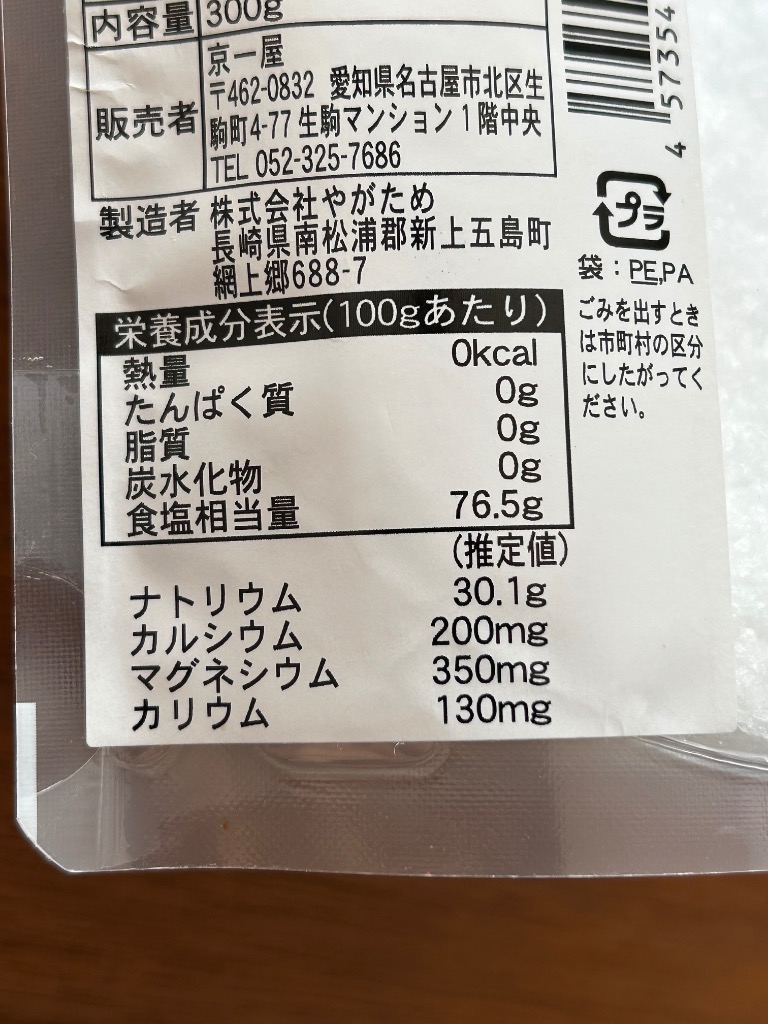 内容量 300g
販売者
京一屋
〒462-0832 愛知県名古屋市北区生
駒町4-77 生駒マンション1階中央
TEL 052-325-7686
製造者 株式会社やがため
長崎県南松浦郡新上五島町
網上郷688-7
栄養成分表示(100gあたり)
熱量 0kcal
たんぱく質 0g
脂質 0g
炭水化物 0g
食塩相当量 76.5g
(推定値)
ナトリウム 30.1g
カルシウム 200mg
マグネシウム 350mg
カリウム 130mg
4 57354
プラ
袋:PE,PA
ごみを出すとき
は市町村の区分
にしたがってく
ださい。